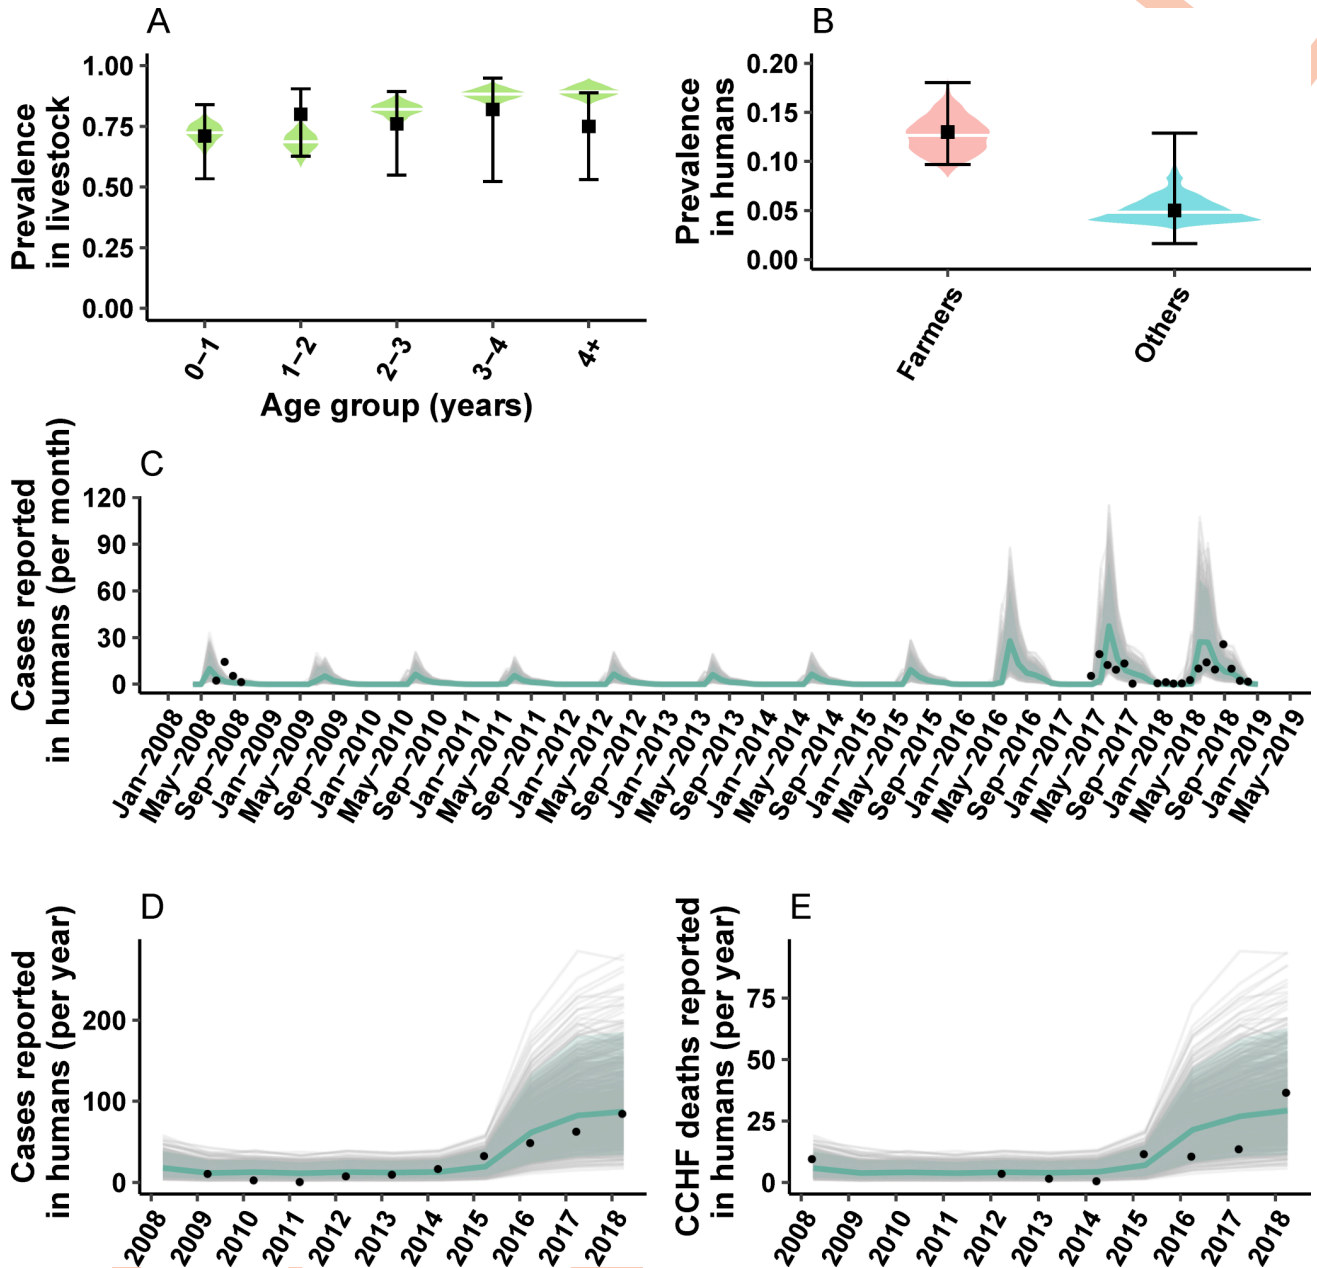 A
Prevalence
in livestock
1.00
0.75
0.50
0.25
0.00
0−1
1−2
2−3
3−4
4+
Age group (years)
B
Prevalence
in humans
0.20
0.15
0.10
0.05
0.00
Farmers
Others
C
Cases reported
in humans (per month)
120
90
60
30
0
Jan−2008
May−2008
Sep−2008
Jan−2009
May−2009
Sep−2009
Jan−2010
May−2010
Sep−2010
Jan−2011
May−2011
Sep−2011
Jan−2012
May−2012
Sep−2012
Jan−2013
May−2013
Sep−2013
Jan−2014
May−2014
Sep−2014
Jan−2015
May−2015
Sep−2015
Jan−2016
May−2016
Sep−2016
Jan−2017
May−2017
Sep−2017
Jan−2018
May−2018
Sep−2018
Jan−2019
May−2019
D
Cases reported
in humans (per year)
200
100
0
2008
2009
2010
2011
2012
2013
2014
2015
2016
2017
2018
E
CCHF deaths reported
in humans (per year)
75
50
25
0
2008
2009
2010
2011
2012
2013
2014
2015
2016
2017
2018